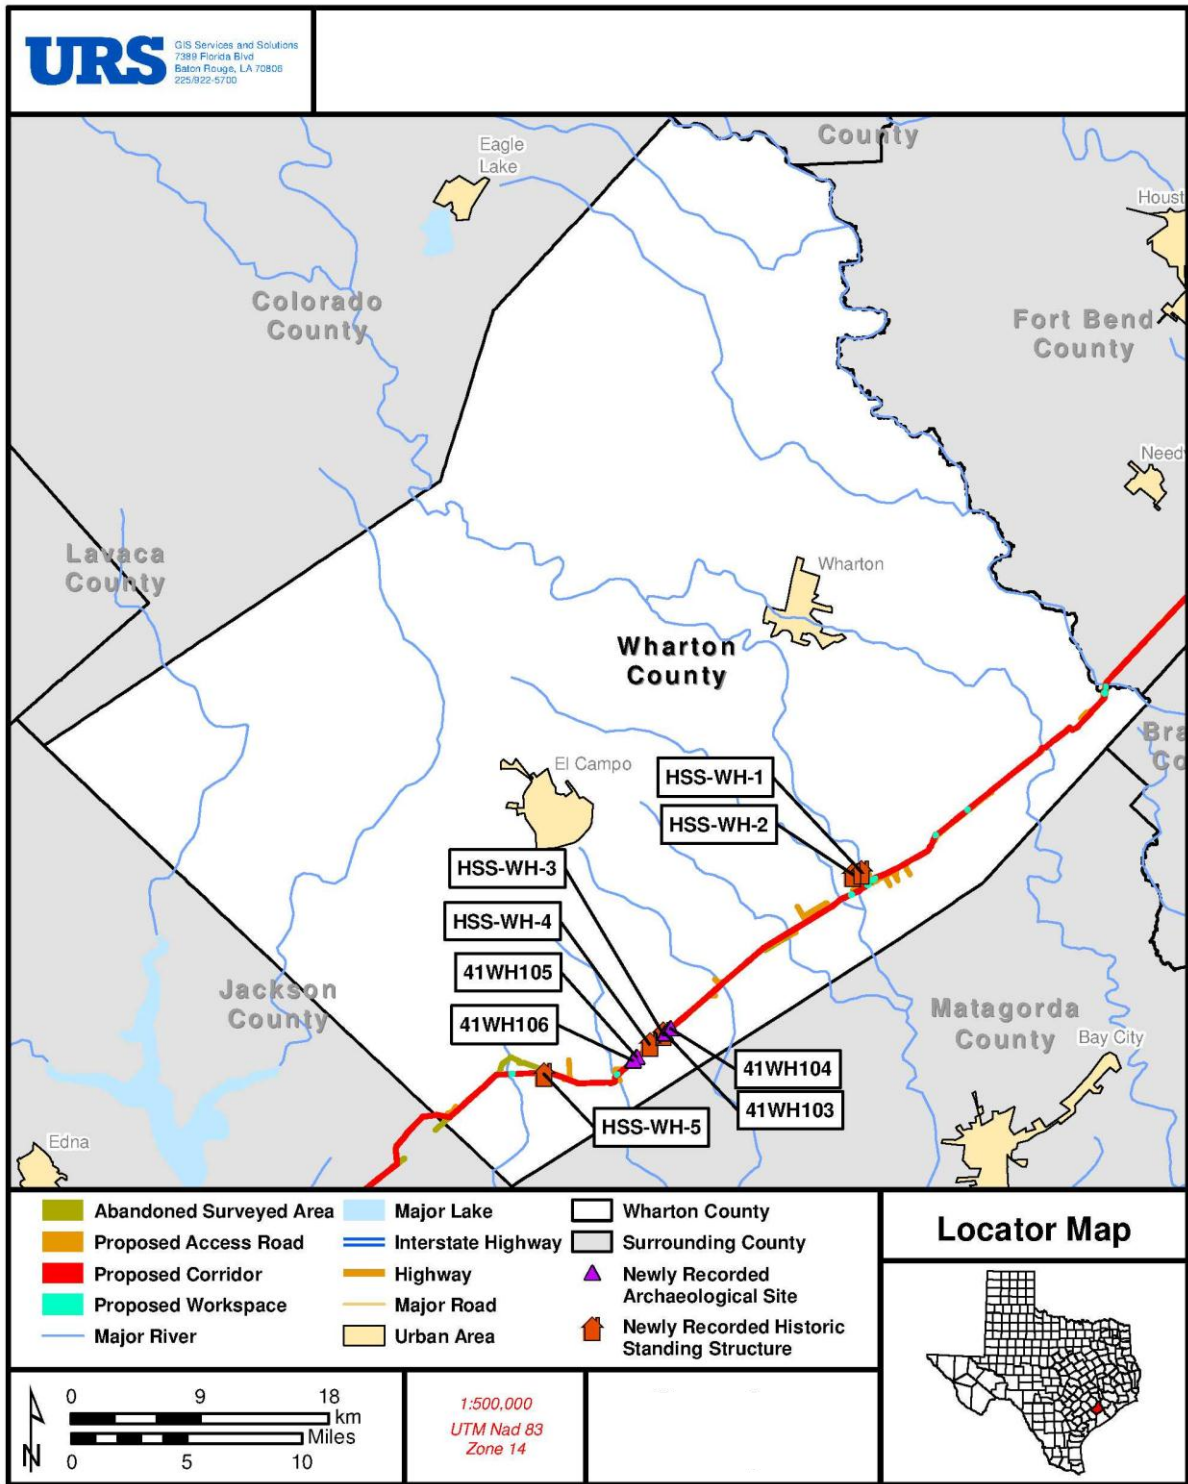 URS
GIS Services and Solutions
7389 Florida Blvd
Baton Rouge, LA 70806
225/922-5700
County
Eagle
Lake
Houst
Colorado
County
Fort Bend
County
Needv
Lavaca
County
Wharton
Wharton
County
Bra
Co
El Campo
HSS-WH-1
HSS-WH-2
HSS-WH-3
HSS-WH-4
41WH105
Jackson
County
41WH106
Matagorda
County
Bay City
41WH104
41WH103
HSS-WH-5
Edna
Abandoned Surveyed Area
Proposed Access Road
Proposed Corridor
Proposed Workspace
Major River
Major Lake
Interstate Highway
Highway
Major Road
Urban Area
Wharton County
Surrounding County
Newly Recorded
Archaeological Site
Newly Recorded Historic
Standing Structure
Locator Map
N
0 9 18
km
Miles
0 5 10
1:500,000
UTM Nad 83
Zone 14